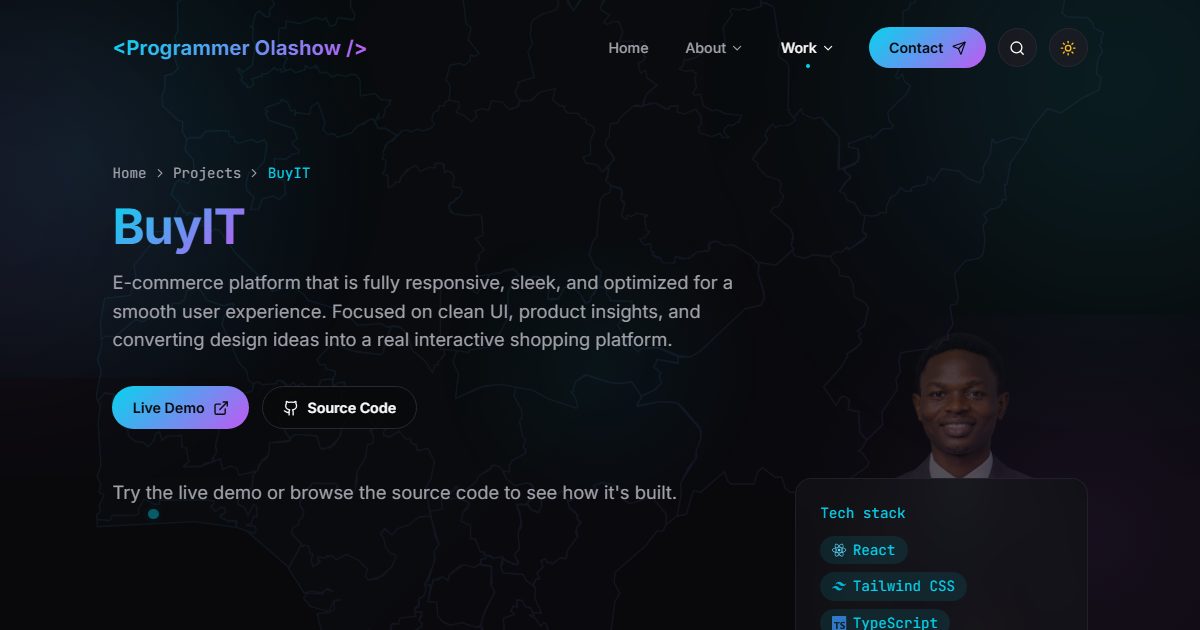 <Programmer Olashow />
Home
About
Work
Contact
Home > Projects > BuyIT
BuyIT
E-commerce platform that is fully responsive, sleek, and optimized for a
smooth user experience. Focused on clean UI, product insights, and
converting design ideas into a real interactive shopping platform.
Live Demo
Source Code
Try the live demo or browse the source code to see how it's built.
Tech stack
React
Tailwind CSS
TS TypeScript